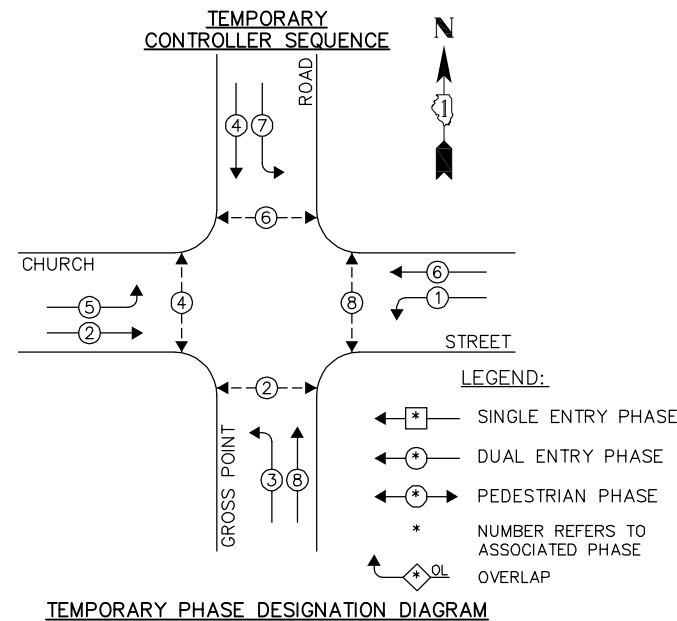 TEMPORARY
CONTROLLER SEQUENCE
N
ROAD
1
4 7
6
CHURCH
6
5
4
8
1
2
STREET
LEGEND:
2
* SINGLE ENTRY PHASE
GROSS POINT
* DUAL ENTRY PHASE
3 8
* PEDESTRIAN PHASE
* NUMBER REFERS TO
ASSOCIATED PHASE
* OL OVERLAP
TEMPORARY PHASE DESIGNATION DIAGRAM